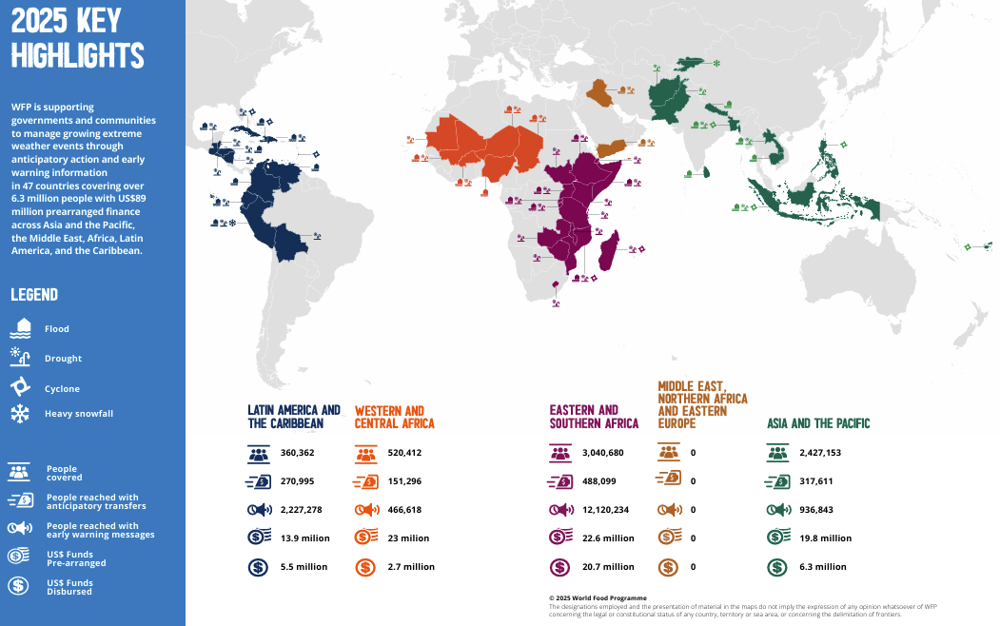 2025 KEY
HIGHLIGHTS
WFP is supporting
governments and communities
to manage growing extreme
weather events through
anticipatory action and early
warning information
in 47 countries covering over
6.3 million people with US$89
million prearranged finance
across Asia and the Pacific,
the Middle East, Africa, Latin
America, and the Caribbean.
LEGEND
Flood
Drought
Cyclone
Heavy snowfall
People
covered
People reached with
anticipatory transfers
People reached with
early warning messages
US$ Funds
Pre-arranged
US$ Funds
Disbursed
LATIN AMERICA AND
THE CARIBBEAN
360,362
270,995
2,227,278
13.9 milion
5.5 million
WESTERN AND
CENTRAL AFRICA
520,412
151,296
466,618
23 milion
2.7 million
EASTERN AND
SOUTHERN AFRICA
3,040,680
488,099
12,120,234
22.6 million
20.7 million
MIDDLE EAST,
NORTHERN AFRICA
AND EASTERN
EUROPE
0
0
0
0
0
ASIA AND THE PACIFIC
2,427,153
317,611
936,843
19.8 million
6.3 million
© 2025 World Food Programme
The designations employed and the presentation of material in the maps do not imply the expression of any opinion whatsoever of WFP
concerning the legal or constitutional status of any country, territory or sea area, or concerning the delimitation of frontiers.